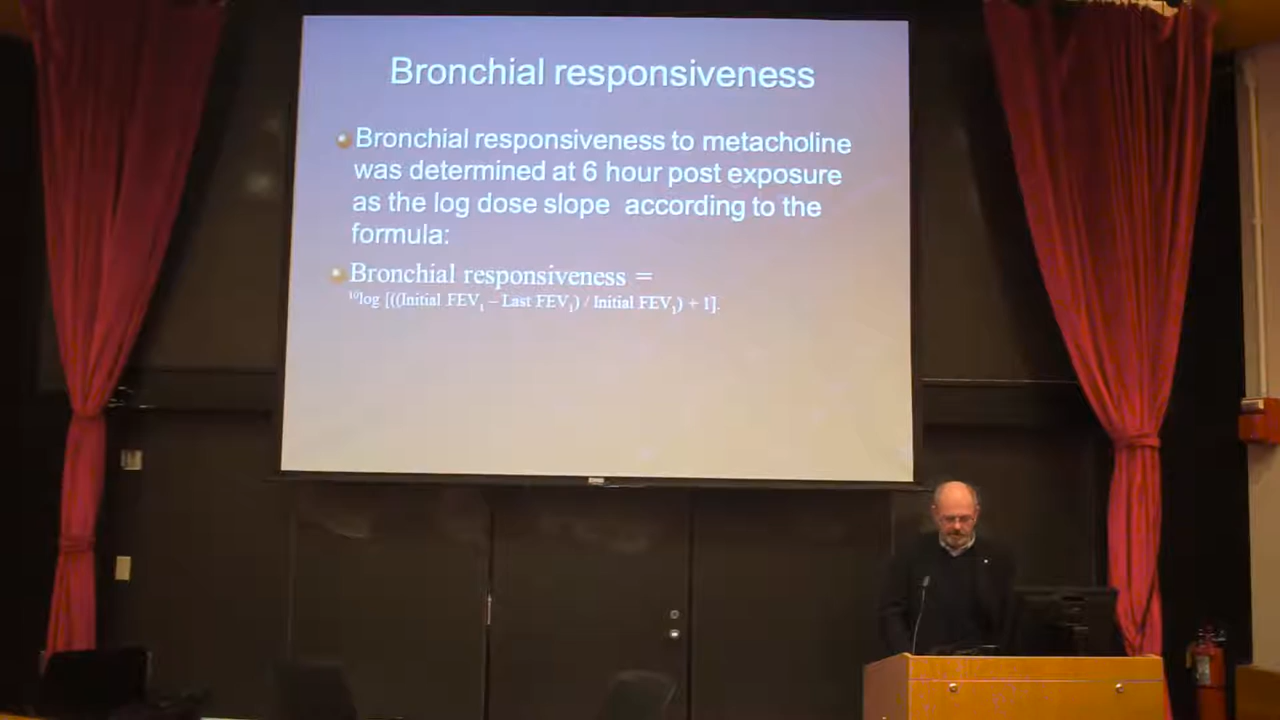 Bronchial responsiveness
Bronchial responsiveness to metacholine
was determined at 6 hour post exposure
as the log dose slope according to the
formula:
Bronchial responsiveness =
¹⁰log [((Initial FEV₁ – Last FEV₁) / Initial FEV₁) + 1].